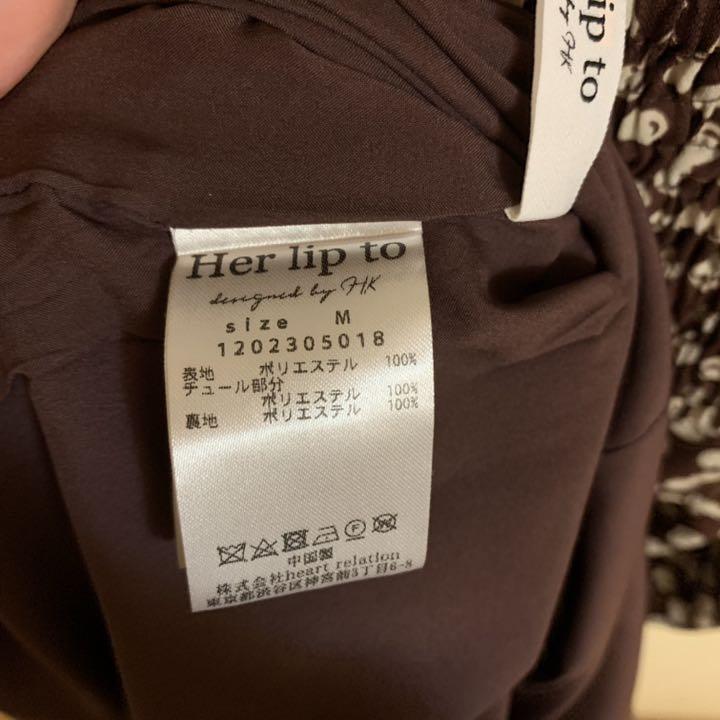 Her lip to
designed by HK
size M
1202305018
表地 ポリエステル 100%
チュール部分
ポリエステル 100%
裏地 ポリエステル 100%
中国製
株式会社heart relation
東京都渋谷区神宮前3丁目6-8
lip to
by HK